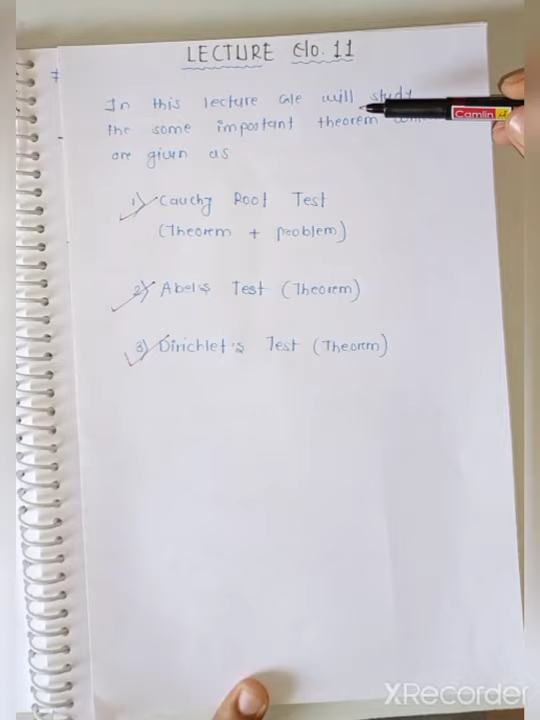 LECTURE No. 11
In this lecture We will study
the some important theorem
are given as
1) Cauchy Root Test
(Theorem + problem)
2) Abel's Test (Theorem)
3) Dirichlet's Test (Theorem)
Camlin
XRecorder